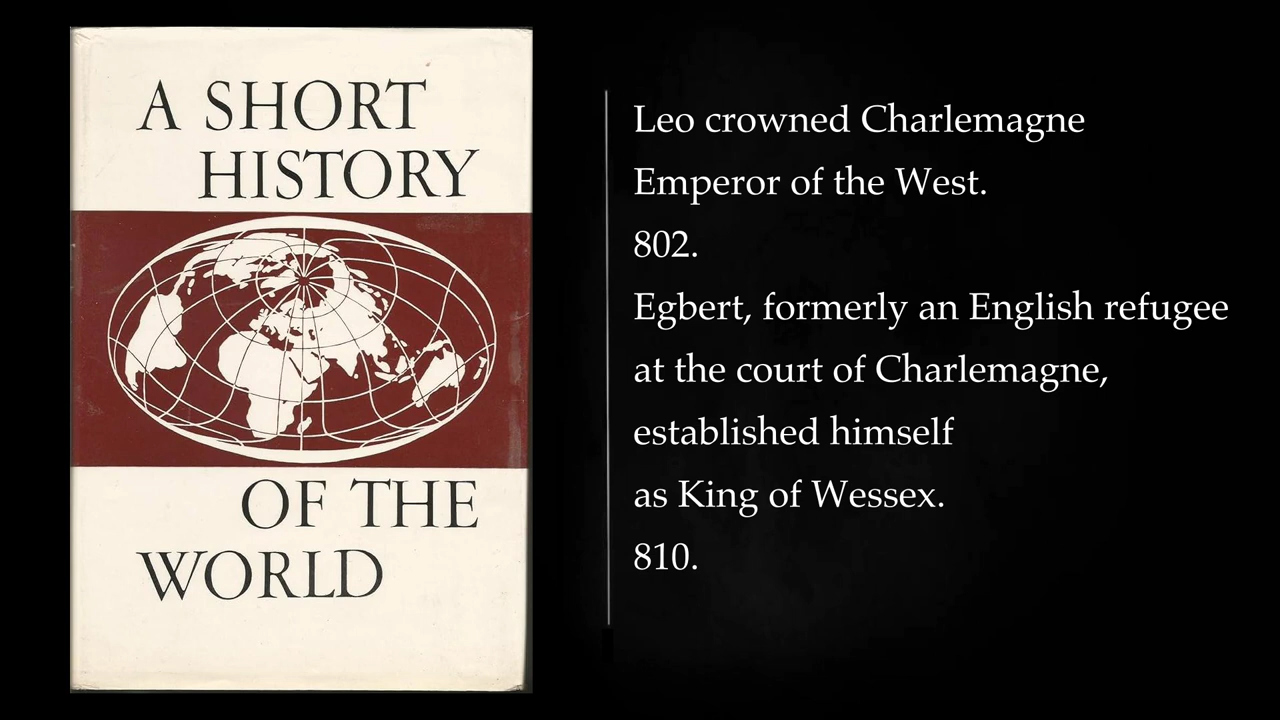 A SHORT
HISTORY
OF THE
WORLD
Leo crowned Charlemagne
Emperor of the West.
802.
Egbert, formerly an English refugee
at the court of Charlemagne,
established himself
as King of Wessex.
810.